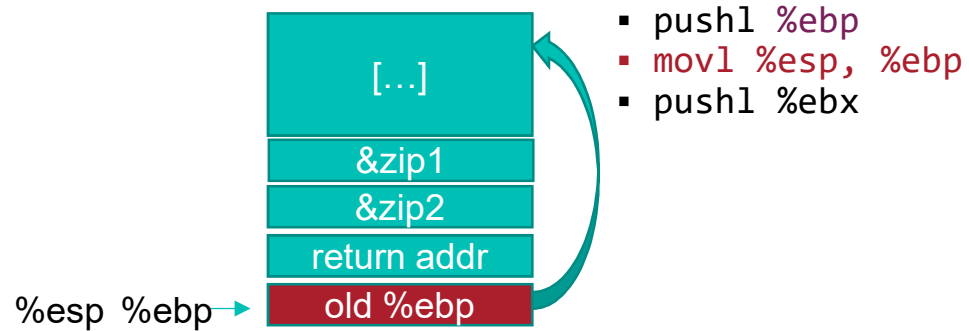 […]
&zip1
&zip2
return addr
old %ebp
%esp %ebp
▪ pushl %ebp
▪ movl %esp, %ebp
▪ pushl %ebx